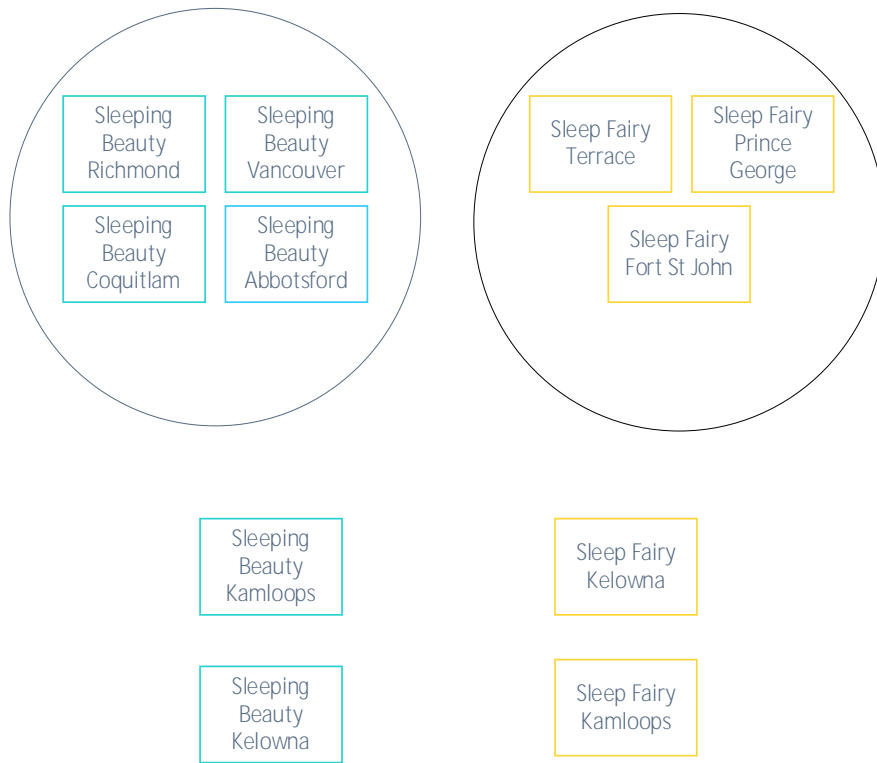 Sleeping
Beauty
Richmond
Sleeping
Beauty
Vancouver
Sleeping
Beauty
Coquitlam
Sleeping
Beauty
Abbotsford
Sleep Fairy
Terrace
Sleep Fairy
Prince
George
Sleep Fairy
Fort St John
Sleeping
Beauty
Kamloops
Sleep Fairy
Kelowna
Sleeping
Beauty
Kelowna
Sleep Fairy
Kamloops